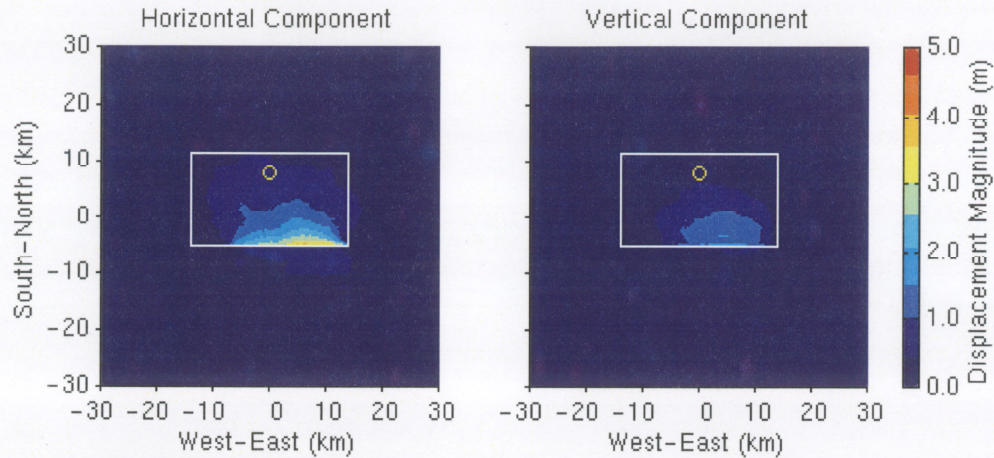 Horizontal Component
Vertical Component
30
20
10
0
-10
-20
-30
South-North (km)
-30 -20 -10 0 10 20 30
West-East (km)
-30 -20 -10 0 10 20 30
West-East (km)
5.0
4.0
3.0
2.0
1.0
0.0
Displacement Magnitude (m)